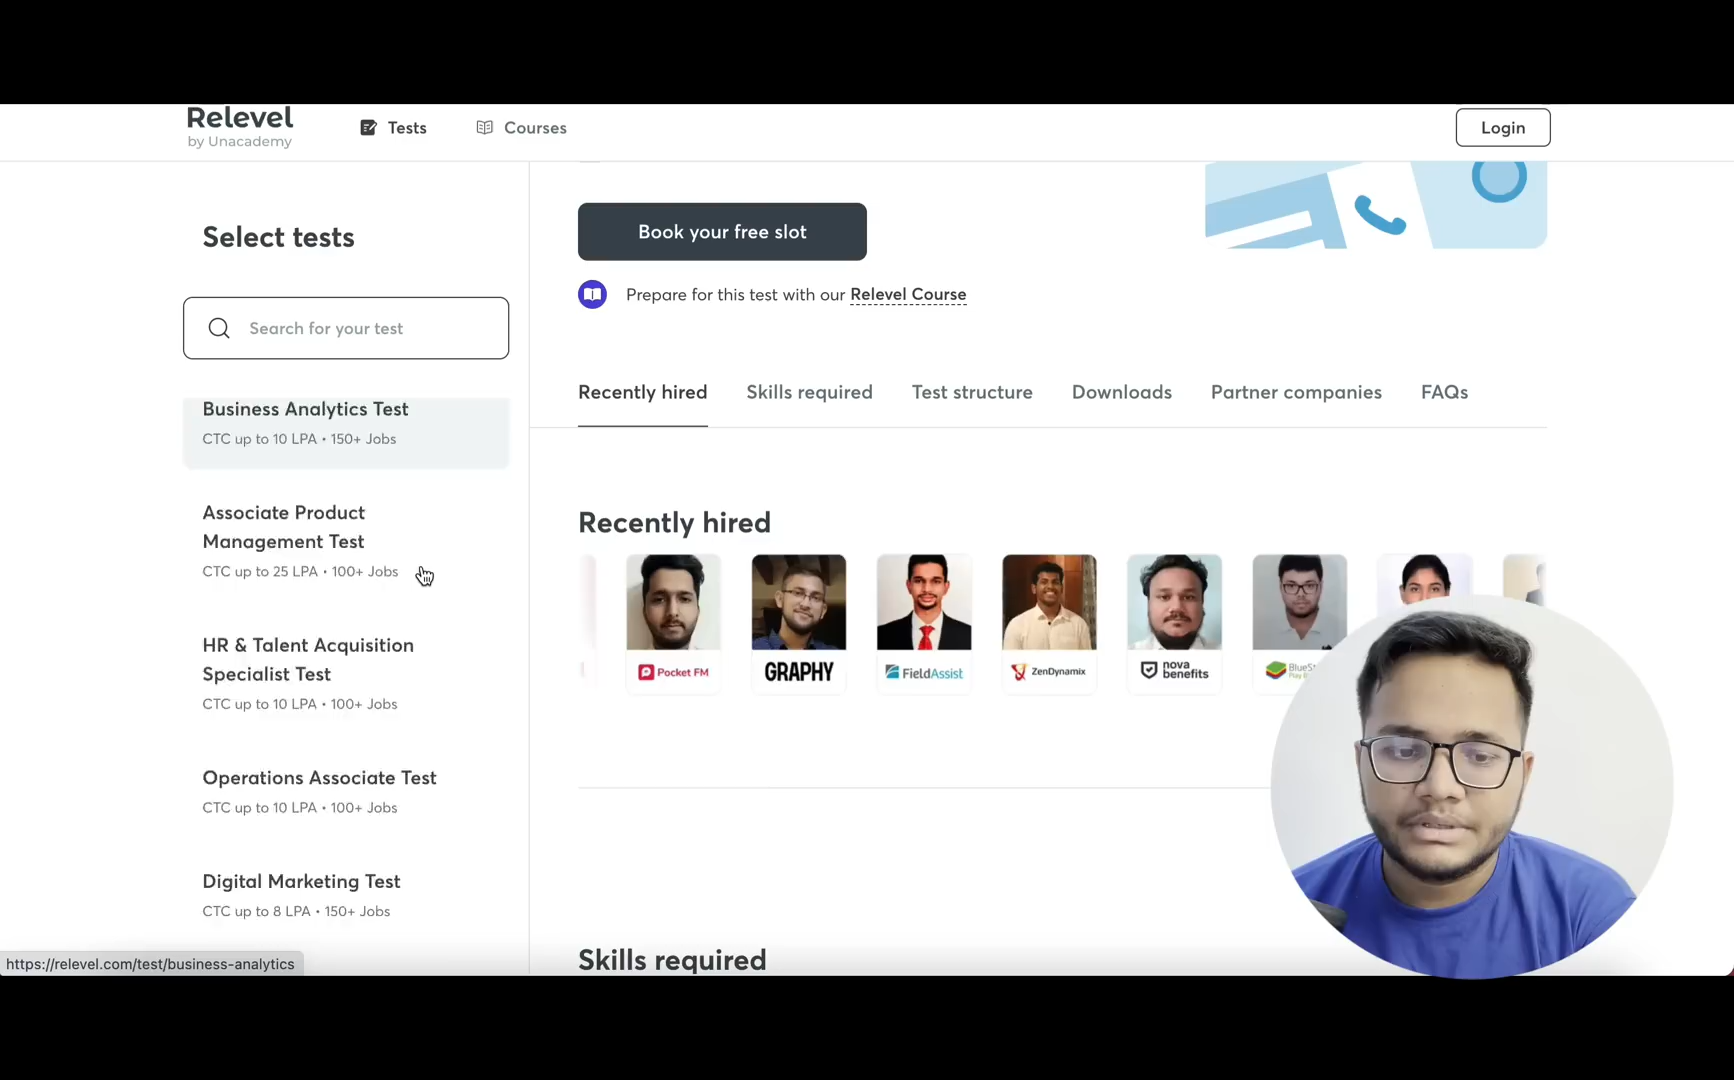 Relevel
by Unacademy
Tests
Courses
Login
Select tests
Search for your test
Business Analytics Test
CTC up to 10 LPA • 150+ Jobs
Associate Product
Management Test
CTC up to 25 LPA • 100+ Jobs
HR & Talent Acquisition
Specialist Test
CTC up to 10 LPA • 100+ Jobs
Operations Associate Test
CTC up to 10 LPA • 100+ Jobs
Digital Marketing Test
CTC up to 8 LPA • 150+ Jobs
https://relevel.com/test/business-analytics
Book your free slot
Prepare for this test with our Relevel Course
Recently hired
Skills required
Test structure
Downloads
Partner companies
FAQs
Recently hired
Pocket FM
GRAPHY
FieldAssist
ZenDynamix
nova
benefits
Skills required